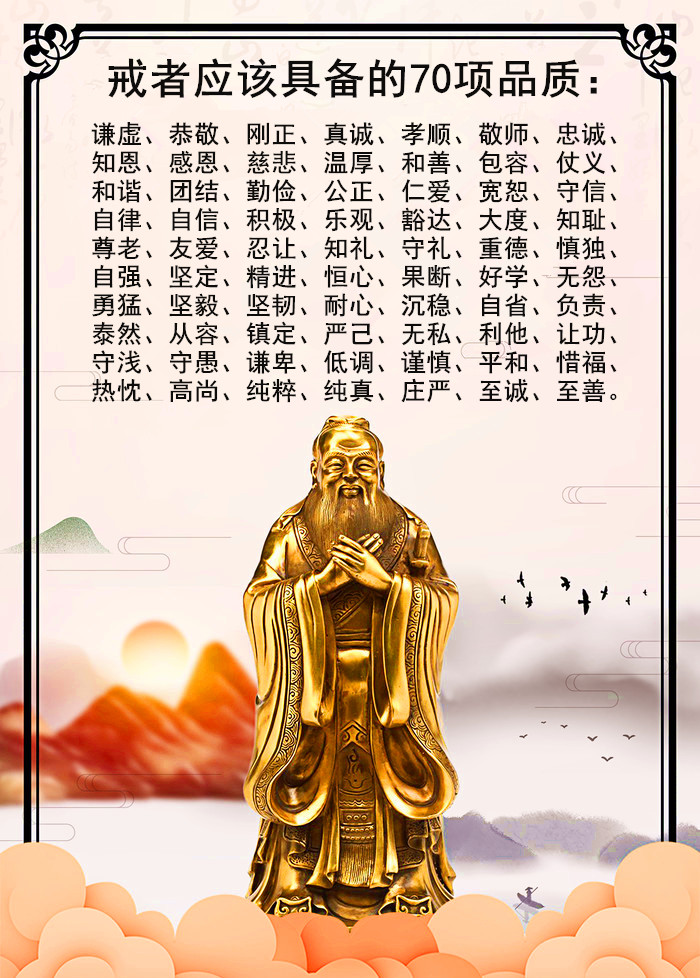 戒者应该具备的70项品质：
谦虚、恭敬、刚正、真诚、孝顺、敬师、忠诚、
知恩、感恩、慈悲、温厚、和善、包容、仗义、
和谐、团结、勤俭、公正、仁爱、宽恕、守信、
自律、自信、积极、乐观、豁达、大度、知耻、
尊老、友爱、忍让、知礼、守礼、重德、慎独、
自强、坚定、精进、恒心、果断、好学、无怨、
勇猛、坚毅、坚韧、耐心、沉稳、自省、负责、
泰然、从容、镇定、严己、无私、利他、让功、
守浅、守愚、谦卑、低调、谨慎、平和、惜福、
热忱、高尚、纯粹、纯真、庄严、至诚、至善。